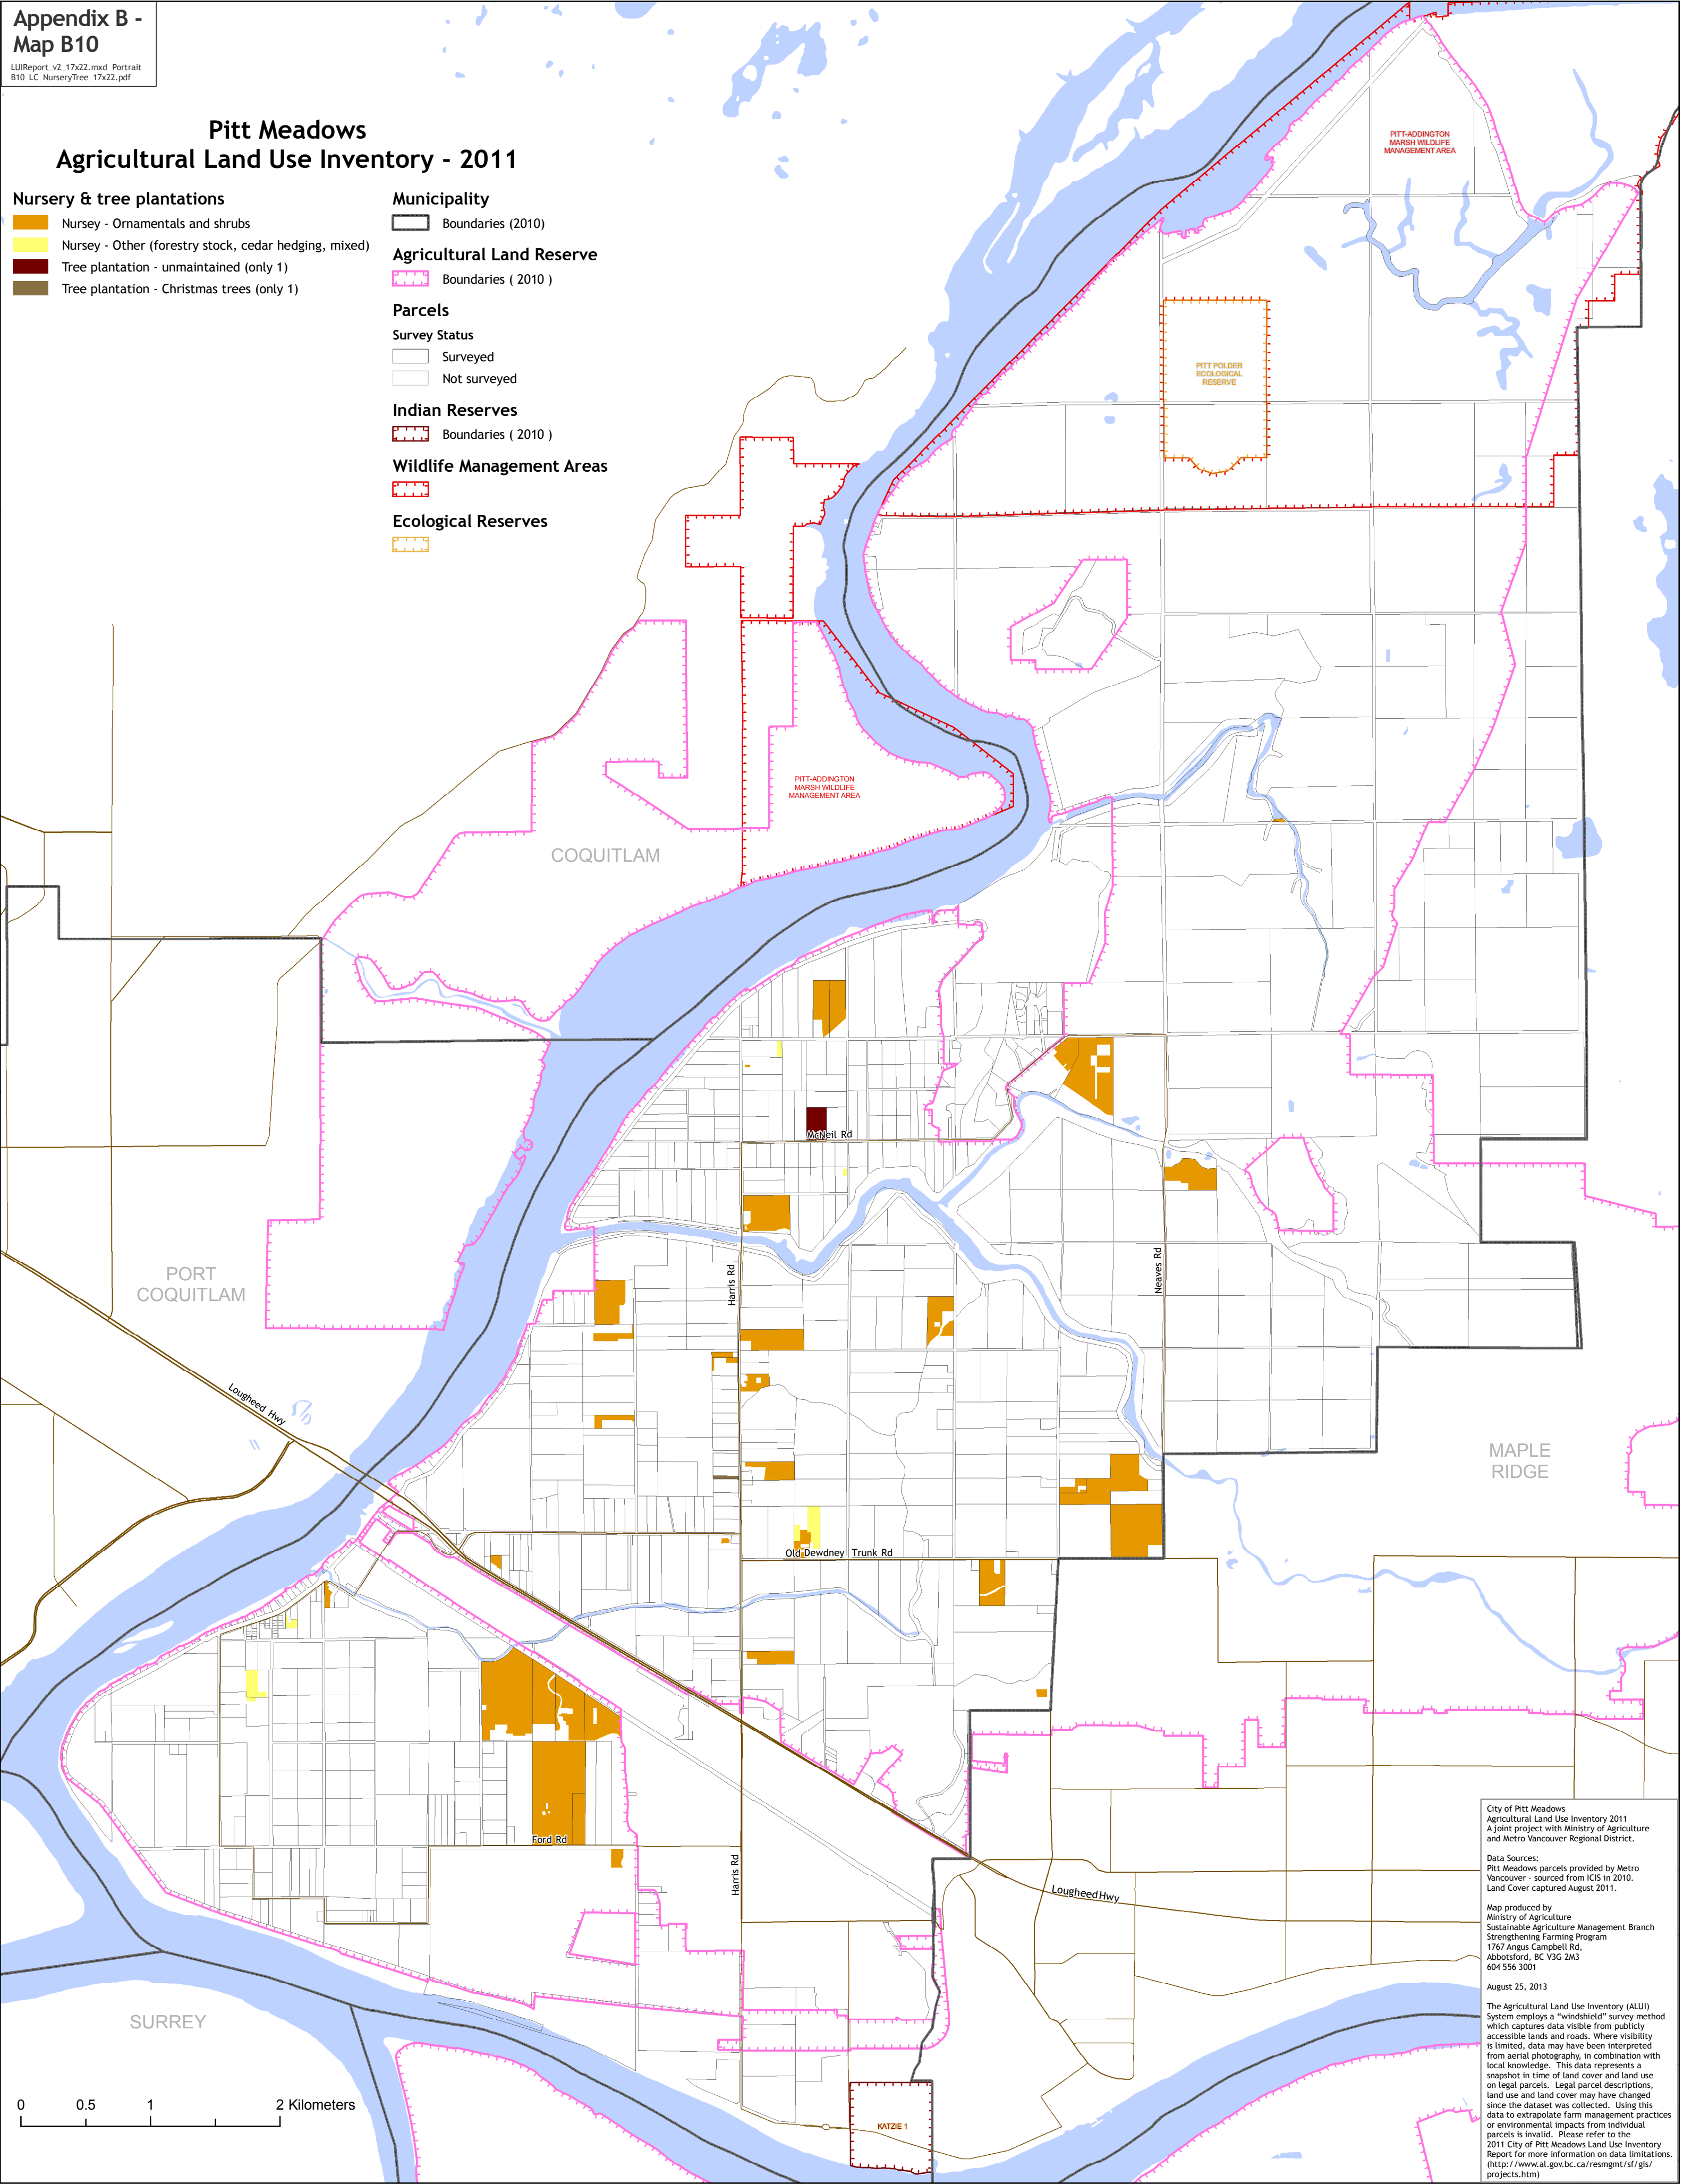 Appendix B -
Map B10
LUIReport_v2_17x22.mxd Portrait
B10_LC_NurseryTree_17x22.pdf
Pitt Meadows
Agricultural Land Use Inventory - 2011
Nursery & tree plantations
Nursey - Ornamentals and shrubs
Nursey - Other (forestry stock, cedar hedging, mixed)
Tree plantation - unmaintained (only 1)
Tree plantation - Christmas trees (only 1)
Municipality
Boundaries (2010)
Agricultural Land Reserve
Boundaries ( 2010 )
Parcels
Survey Status
Surveyed
Not surveyed
Indian Reserves
Boundaries ( 2010 )
Wildlife Management Areas
Ecological Reserves
PITT-ADDINGTON
MARSH WILDLIFE
MANAGEMENT AREA
PITT POLDER
ECOLOGICAL
RESERVE
PITT-ADDINGTON
MARSH WILDLIFE
MANAGEMENT AREA
COQUITLAM
McNeil Rd
PORT
COQUITLAM
Harris Rd
Neaves Rd
Lougheed Hwy
MAPLE
RIDGE
Old Dewdney Trunk Rd
Ford Rd
Harris Rd
Lougheed Hwy
SURREY
KATZIE 1
0 0.5 1 2 Kilometers
City of Pitt Meadows
Agricultural Land Use Inventory 2011
A joint project with Ministry of Agriculture
and Metro Vancouver Regional District.
Data Sources:
Pitt Meadows parcels provided by Metro
Vancouver - sourced from ICIS in 2010.
Land Cover captured August 2011.
Map produced by
Ministry of Agriculture
Sustainable Agriculture Management Branch
Strengthening Farming Program
1767 Angus Campbell Rd,
Abbotsford, BC V3G 2M3
604 556 3001
August 25, 2013
The Agricultural Land Use Inventory (ALUI)
System employs a “windshield” survey method
which captures data visible from publicly
accessible lands and roads. Where visibility
is limited, data may have been interpreted
from aerial photography, in combination with
local knowledge. This data represents a
snapshot in time of land cover and land use
on legal parcels. Legal parcel descriptions,
land use and land cover may have changed
since the dataset was collected. Using this
data to extrapolate farm management practices
or environmental impacts from individual
parcels is invalid. Please refer to the
2011 City of Pitt Meadows Land Use Inventory
Report for more information on data limitations.
(http://www.al.gov.bc.ca/resmgmt/sf/gis/
projects.htm)